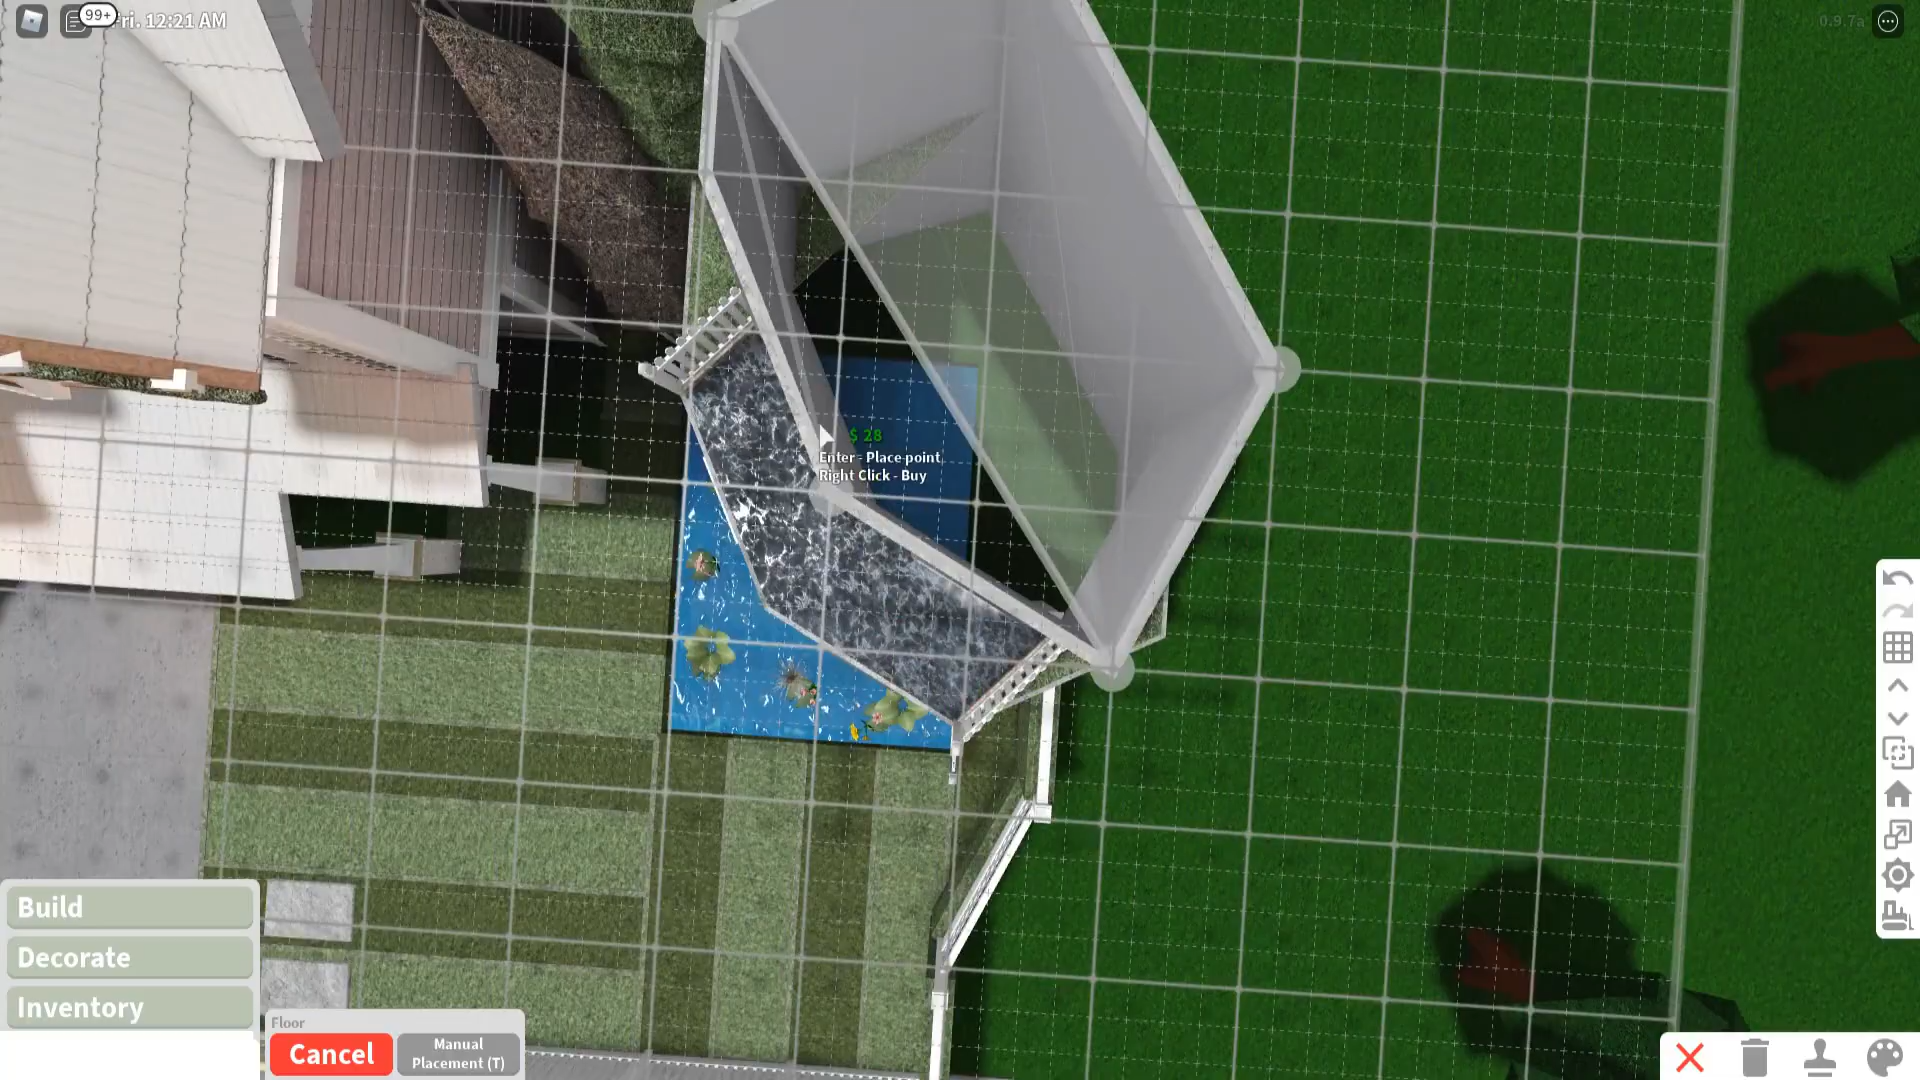 99+
Fri. 12:21 AM
0.9.7a
$ 28
Enter - Place point
Right Click - Buy
Build
Decorate
Inventory
Floor
Cancel
Manual
Placement (T)